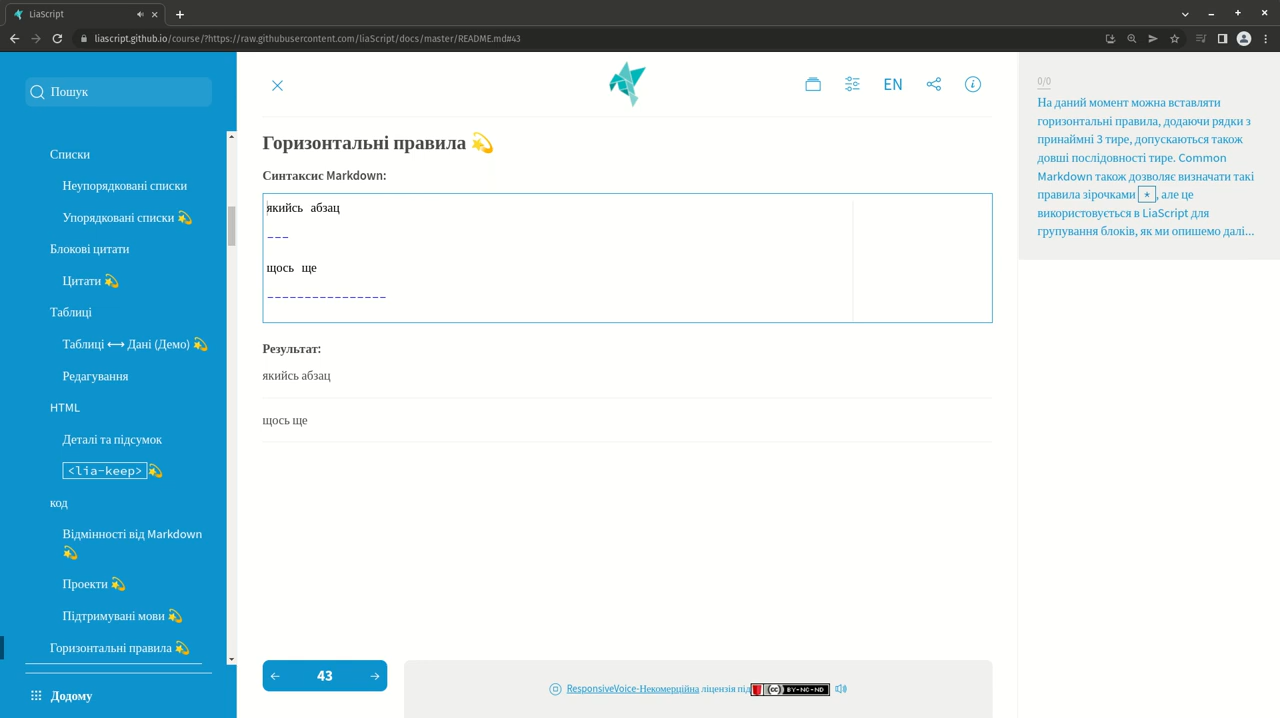 LiaScript
liascript.github.io/course/?https://raw.githubusercontent.com/liaScript/docs/master/README.md#43
Пошук
Списки
Неупорядковані списки
Упорядковані списки 💫
Блокові цитати
Цитати 💫
Таблиці
Таблиці ⟷ Дані (Демо) 💫
Редагування
HTML
Деталі та підсумок
<lia-keep> 💫
код
Відмінності від Markdown
💫
Проекти 💫
Підтримувані мови 💫
Горизонтальні правила 💫
Додому
EN
Горизонтальні правила 💫
Синтаксис Markdown:
якийсь абзац
---
щось ще
----------------
Результат:
якийсь абзац
щось ще
43
ResponsiveVoice-Некомерційна ліцензія під
CC BY-NC-ND
0/0
На даний момент можна вставляти
горизонтальні правила, додаючи рядки з
принаймні 3 тире, допускаються також
довші послідовності тире. Common
Markdown також дозволяє визначати такі
правила зірочками *, але це
використовується в LiaScript для
групування блоків, як ми опишемо далі...